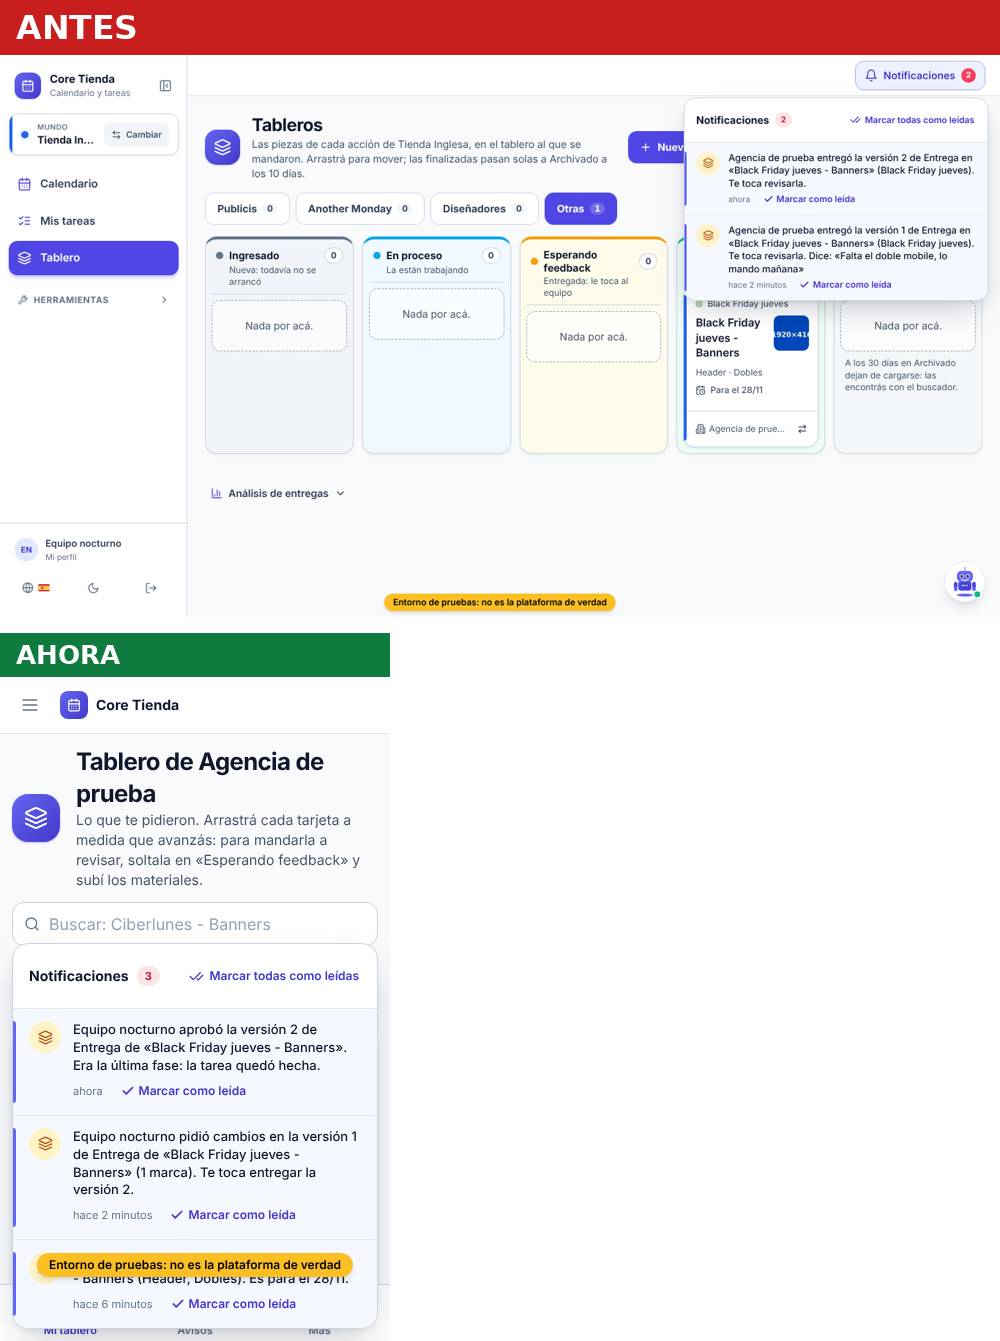 ANTES
Core Tienda
Calendario y tareas
MUNDO
Tienda In...
Cambiar
Calendario
Mis tareas
Tablero
HERRAMIENTAS
EN
Equipo nocturno
Mi perfil
Notificaciones 2
Tableros
Las piezas de cada acción de Tienda Inglesa, en el tablero al que se
mandaron. Arrastrá para mover; las finalizadas pasan solas a Archivado a
los 10 días.
+ Nuev
Publicis 0
Another Monday 0
Diseñadores 0
Otras 1
Ingresado 0
Nueva: todavía no se
arrancó
Nada por acá.
En proceso 0
La están trabajando
Nada por acá.
Esperando
feedback
0
Entregada: le toca al
equipo
Nada por acá.
Notificaciones 2
Marcar todas como leídas
Agencia de prueba entregó la versión 2 de Entrega en
«Black Friday jueves - Banners» (Black Friday jueves).
Te toca revisarla.
ahora
Marcar como leída
Agencia de prueba entregó la versión 1 de Entrega en
«Black Friday jueves - Banners» (Black Friday jueves).
Te toca revisarla. Dice: «Falta el doble mobile, lo
mando mañana»
hace 2 minutos
Marcar como leída
Black Friday jueves
Black Friday
jueves -
Banners
1920×416
Header · Dobles
Para el 28/11
Agencia de prue...
Nada por acá.
A los 30 días en Archivado
dejan de cargarse: las
encontrás con el buscador.
Análisis de entregas
Entorno de pruebas: no es la plataforma de verdad
AHORA
Core Tienda
Tablero de Agencia de
prueba
Lo que te pidieron. Arrastrá cada tarjeta a
medida que avanzás: para mandarla a
revisar, soltala en «Esperando feedback» y
subí los materiales.
Buscar: Ciberlunes - Banners
Notificaciones 3
Marcar todas como leídas
Equipo nocturno aprobó la versión 2 de
Entrega de «Black Friday jueves - Banners».
Era la última fase: la tarea quedó hecha.
ahora
Marcar como leída
Equipo nocturno pidió cambios en la versión 1
de Entrega de «Black Friday jueves -
Banners» (1 marca). Te toca entregar la
versión 2.
hace 2 minutos
Marcar como leída
Entorno de pruebas: no es la plataforma de verdad
- Banners (Header, Dobles). Es para el 28/11.
hace 6 minutos
Marcar como leída
Mi tablero
Avisos
Más